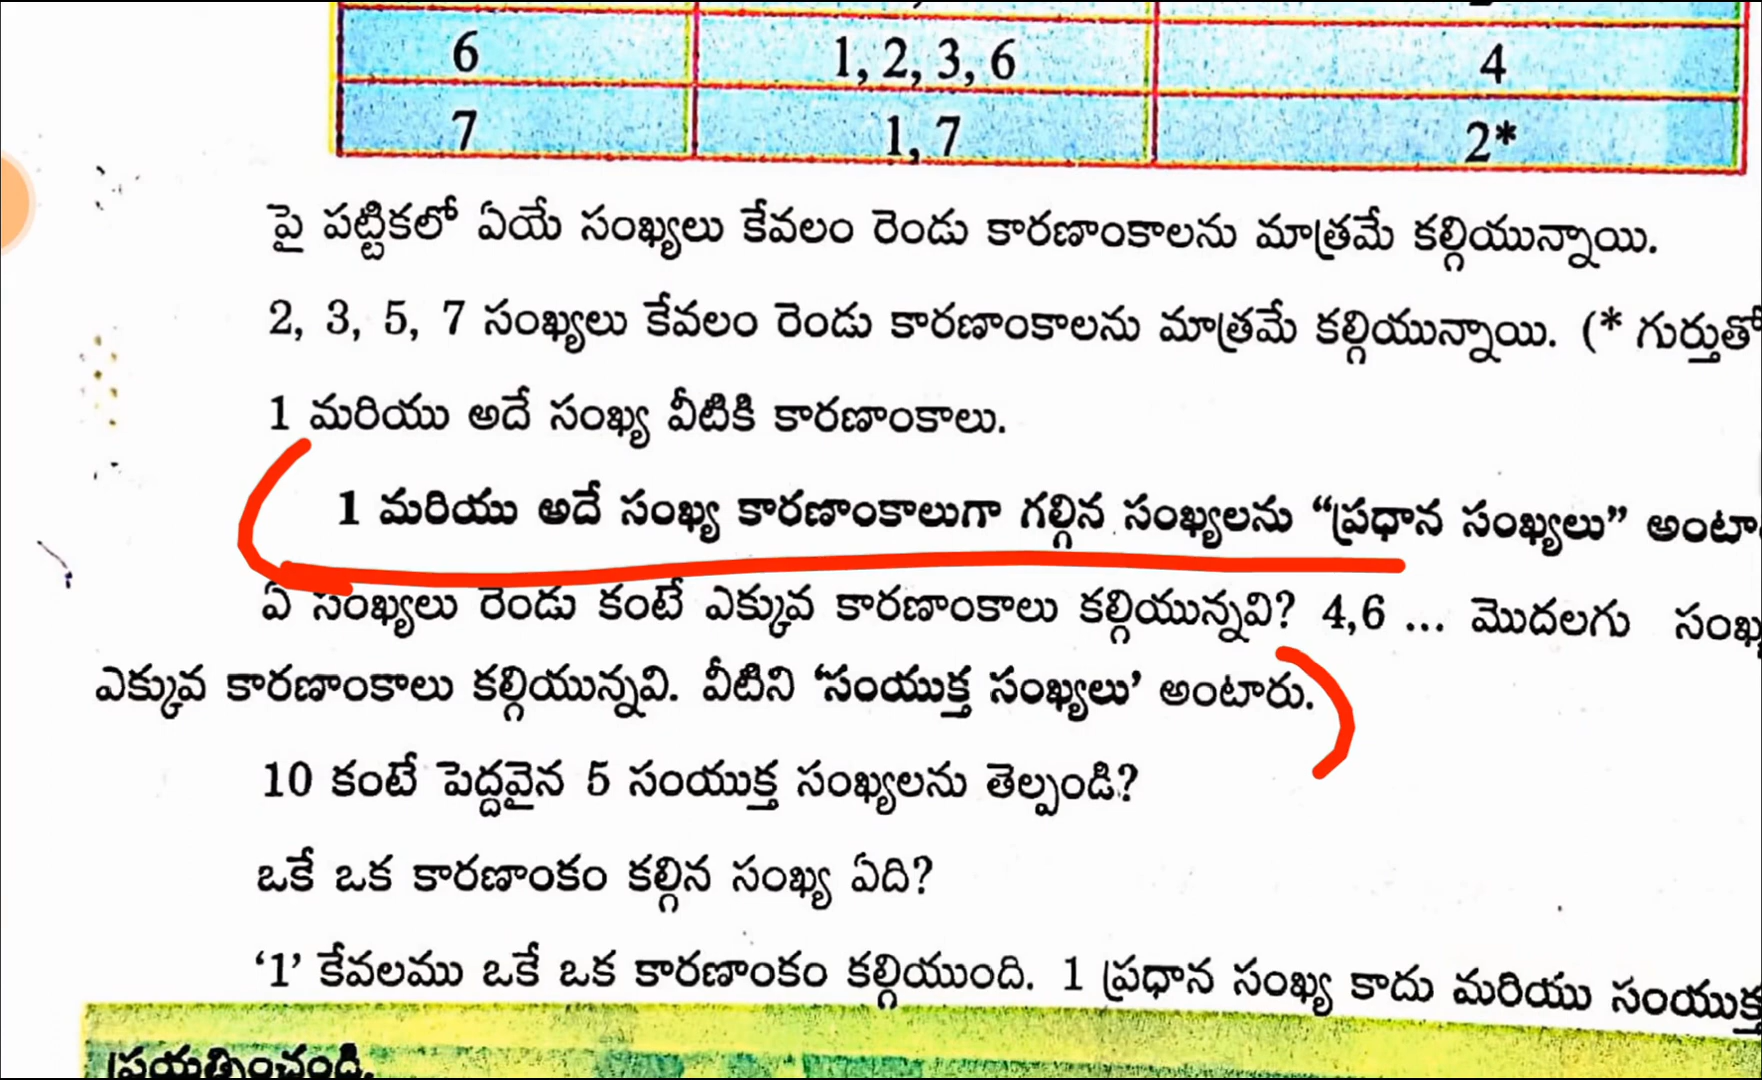 6 1, 2, 3, 6 4
7 1, 7 2*
పై పట్టికలో ఏయే సంఖ్యలు కేవలం రెండు కారణాంకాలను మాత్రమే కల్గియున్నాయి.
2, 3, 5, 7 సంఖ్యలు కేవలం రెండు కారణాంకాలను మాత్రమే కల్గియున్నాయి. (* గుర్తుతో
1 మరియు అదే సంఖ్య వీటికి కారణాంకాలు.
1 మరియు అదే సంఖ్య కారణాంకాలుగా గల్గిన సంఖ్యలను “ప్రధాన సంఖ్యలు” అంటా
ఏ సంఖ్యలు రెండు కంటే ఎక్కువ కారణాంకాలు కల్గియున్నవి? 4,6 ... మొదలగు సంఖ్య
ఎక్కువ కారణాంకాలు కల్గియున్నవి. వీటిని ‘సంయుక్త సంఖ్యలు’ అంటారు.
10 కంటే పెద్దవైన 5 సంయుక్త సంఖ్యలను తెల్పండి?
ఒకే ఒక కారణాంకం కల్గిన సంఖ్య ఏది?
‘1’ కేవలము ఒకే ఒక కారణాంకం కల్గియుంది. 1 ప్రధాన సంఖ్య కాదు మరియు సంయుక్త
ప్రయత్నించండి.